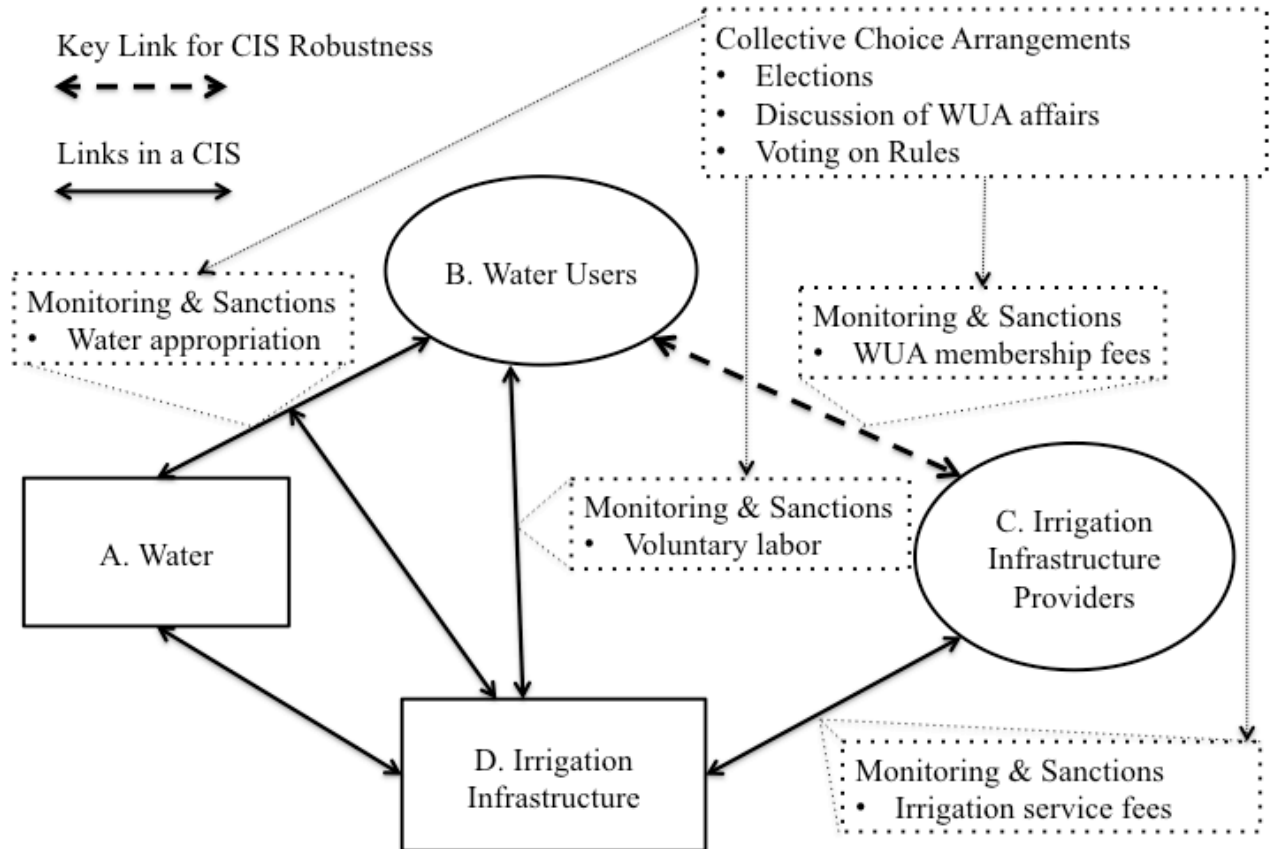 Key Link for CIS Robustness
Links in a CIS
Collective Choice Arrangements
• Elections
• Discussion of WUA affairs
• Voting on Rules
B. Water Users
Monitoring & Sanctions
• Water appropriation
Monitoring & Sanctions
• WUA membership fees
A. Water
Monitoring & Sanctions
• Voluntary labor
C. Irrigation
Infrastructure
Providers
D. Irrigation
Infrastructure
Monitoring & Sanctions
• Irrigation service fees